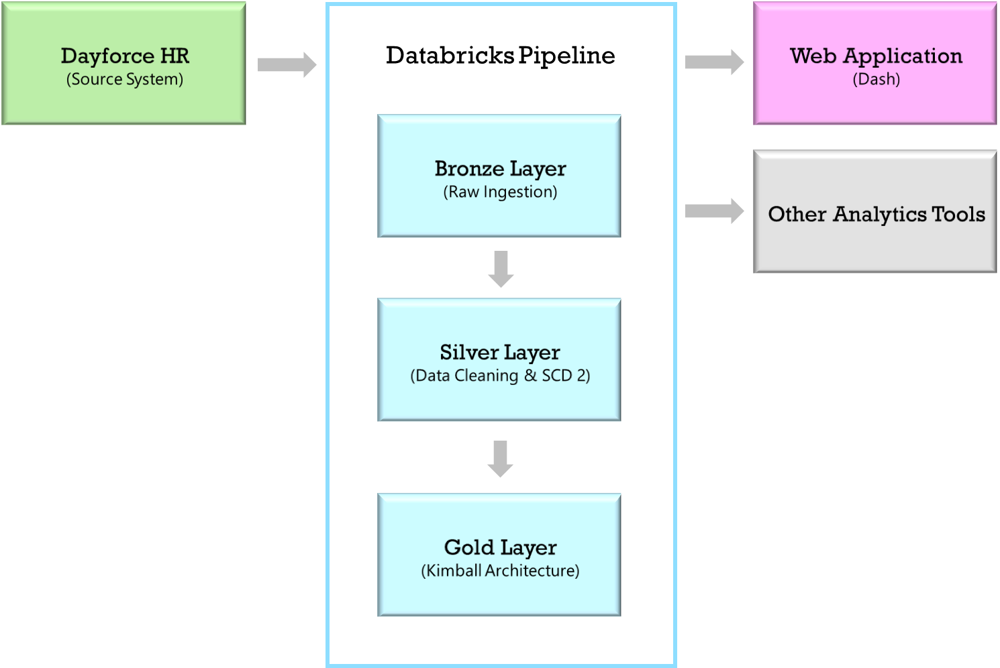 Dayforce HR
(Source System)
Databricks Pipeline
Bronze Layer
(Raw Ingestion)
Silver Layer
(Data Cleaning & SCD 2)
Gold Layer
(Kimball Architecture)
Web Application
(Dash)
Other Analytics Tools